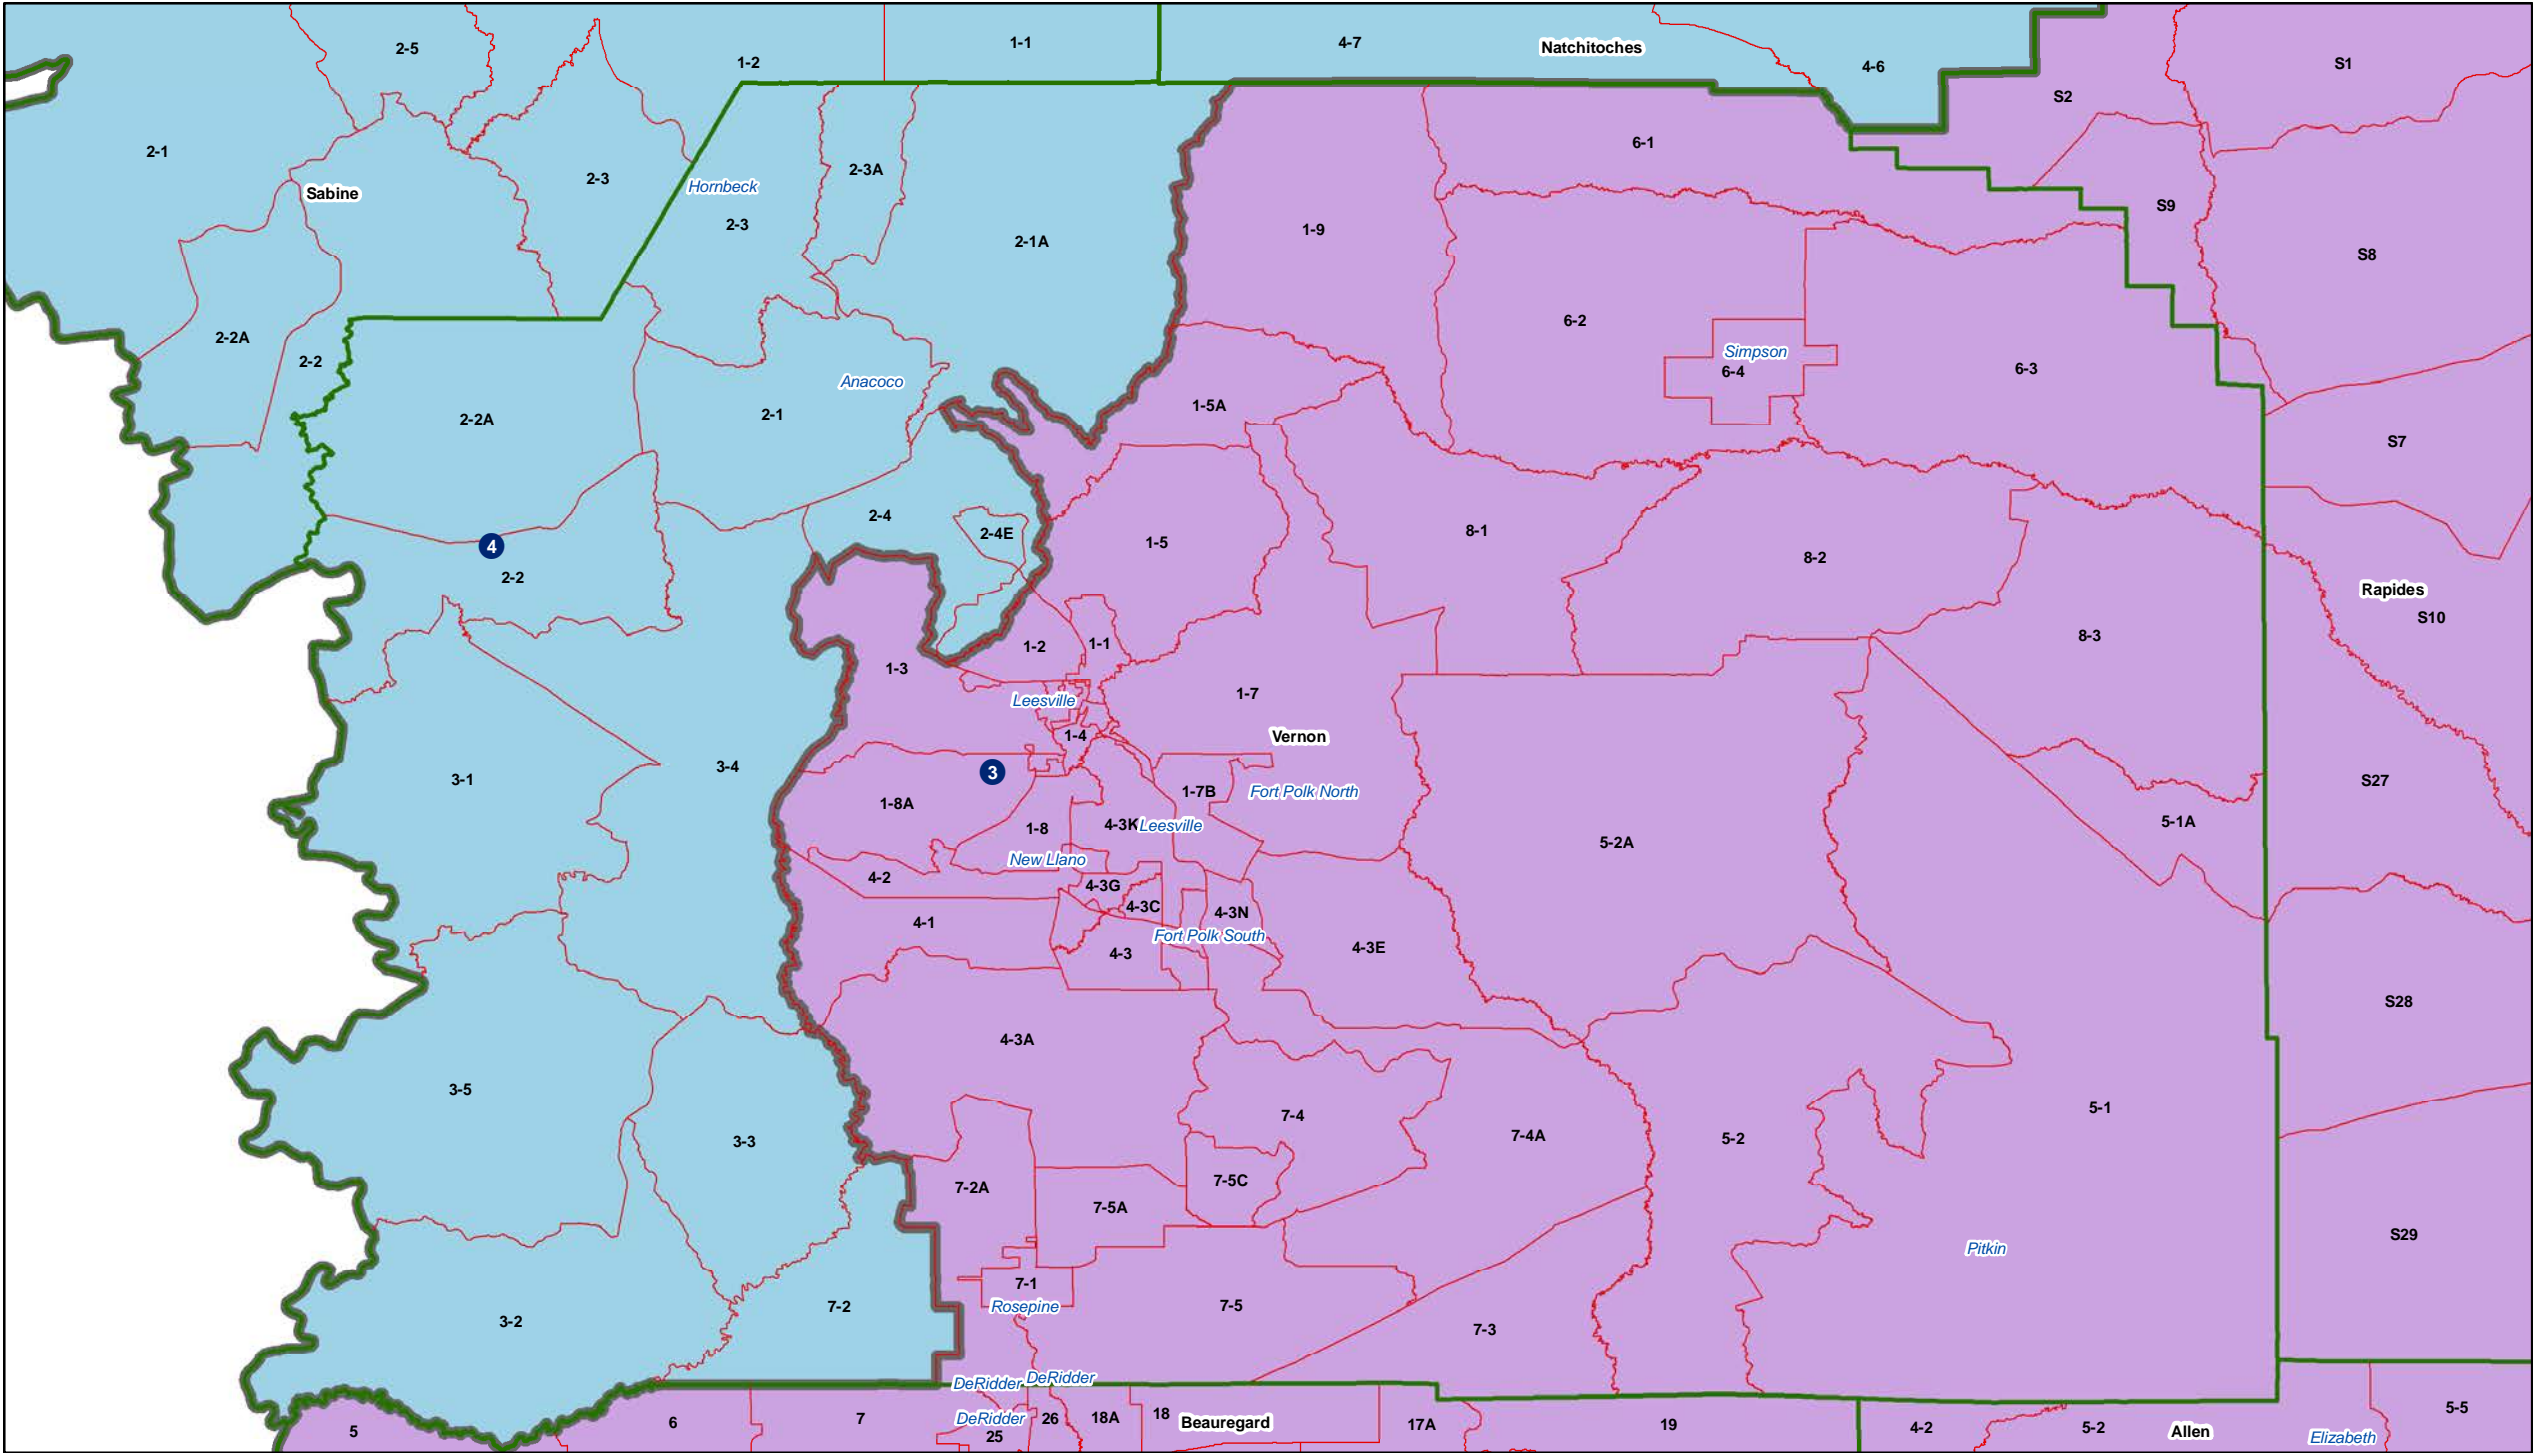 2-5
1-2
1-1
4-7
Natchitoches
4-6
S1
S2
2-1
Sabine
2-3
Hornbeck
2-3
2-3A
2-1A
1-9
6-1
S9
S8
2-2A
2-2
6-2
Simpson
6-4
6-3
Anacoco
2-1
2-2A
1-5A
S7
2-4
2-4E
1-5
8-1
8-2
4
2-2
Rapides
S10
8-3
1-2
1-1
1-3
Leesville
1-7
1-4
Vernon
3-1
3-4
3
1-8A
1-7B
Fort Polk North
S27
1-8
4-3K
Leesville
5-2A
5-1A
New Llano
4-2
4-3G
4-3C
4-3N
4-1
Fort Polk South
4-3
4-3E
S28
4-3A
3-5
3-3
7-4
7-4A
5-2
5-1
7-2A
7-5C
7-5A
S29
Pitkin
7-1
Rosepine
7-2
7-5
3-2
7-3
DeRidder
DeRidder
5
6
7
DeRidder
25
26
18A
18
Beauregard
17A
19
4-2
5-2
Allen
Elizabeth
5-5